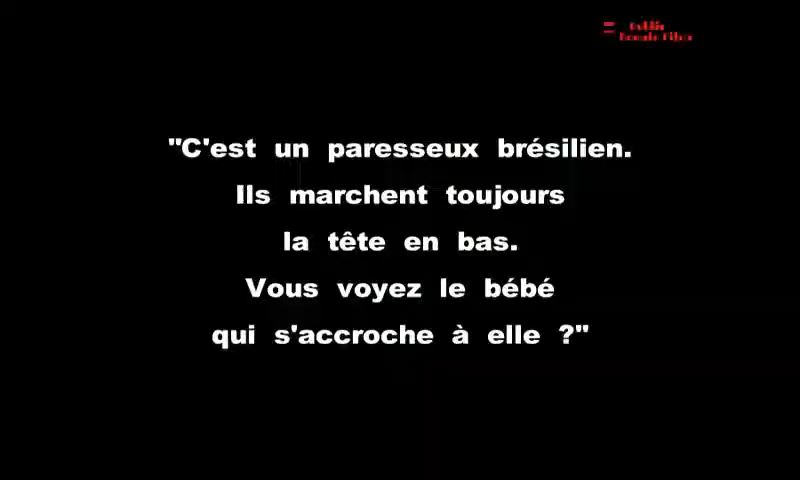 "C'est un paresseux brésilien.
Ils marchent toujours
la tête en bas.
Vous voyez le bébé
qui s'accroche à elle ?"